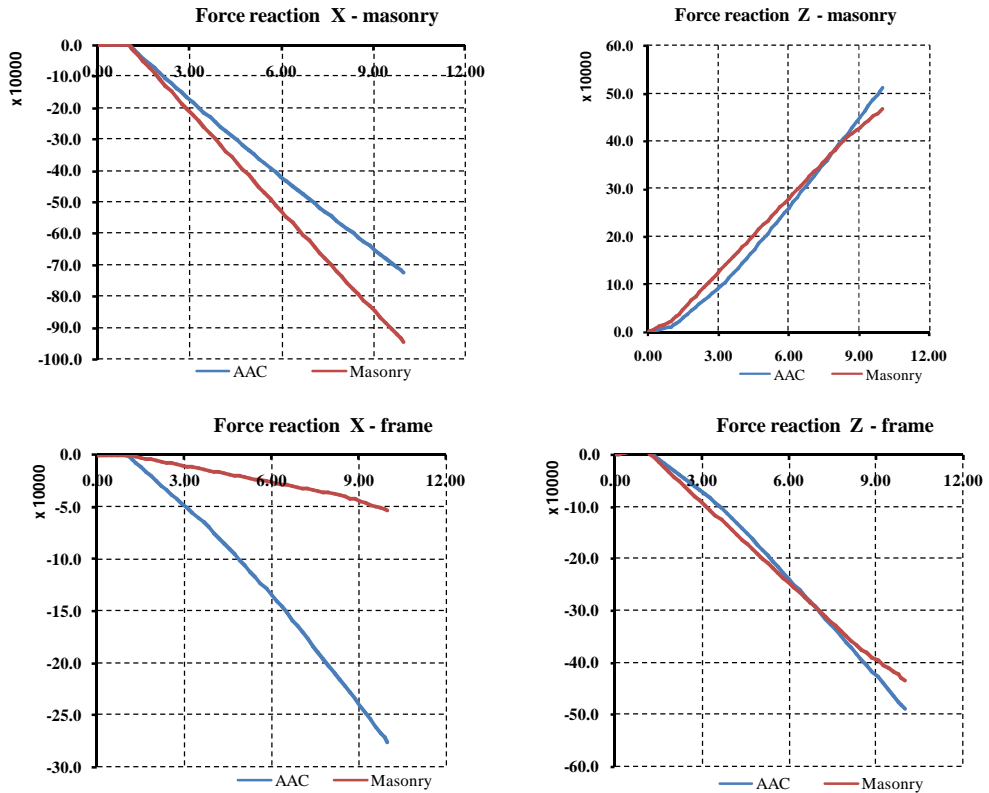 Force reaction X - masonry
x 10000
0.0
-10.0
-20.0
-30.0
-40.0
-50.0
-60.0
-70.0
-80.0
-90.0
-100.0
0.00 3.00 6.00 9.00 12.00
AAC Masonry
Force reaction Z - masonry
x 10000
60.0
50.0
40.0
30.0
20.0
10.0
0.0
0.00 3.00 6.00 9.00 12.00
AAC Masonry
Force reaction X - frame
x 10000
0.0
-5.0
-10.0
-15.0
-20.0
-25.0
-30.0
0.00 3.00 6.00 9.00 12.00
AAC Masonry
Force reaction Z - frame
x 10000
0.0
-10.0
-20.0
-30.0
-40.0
-50.0
-60.0
0.00 3.00 6.00 9.00 12.00
AAC Masonry